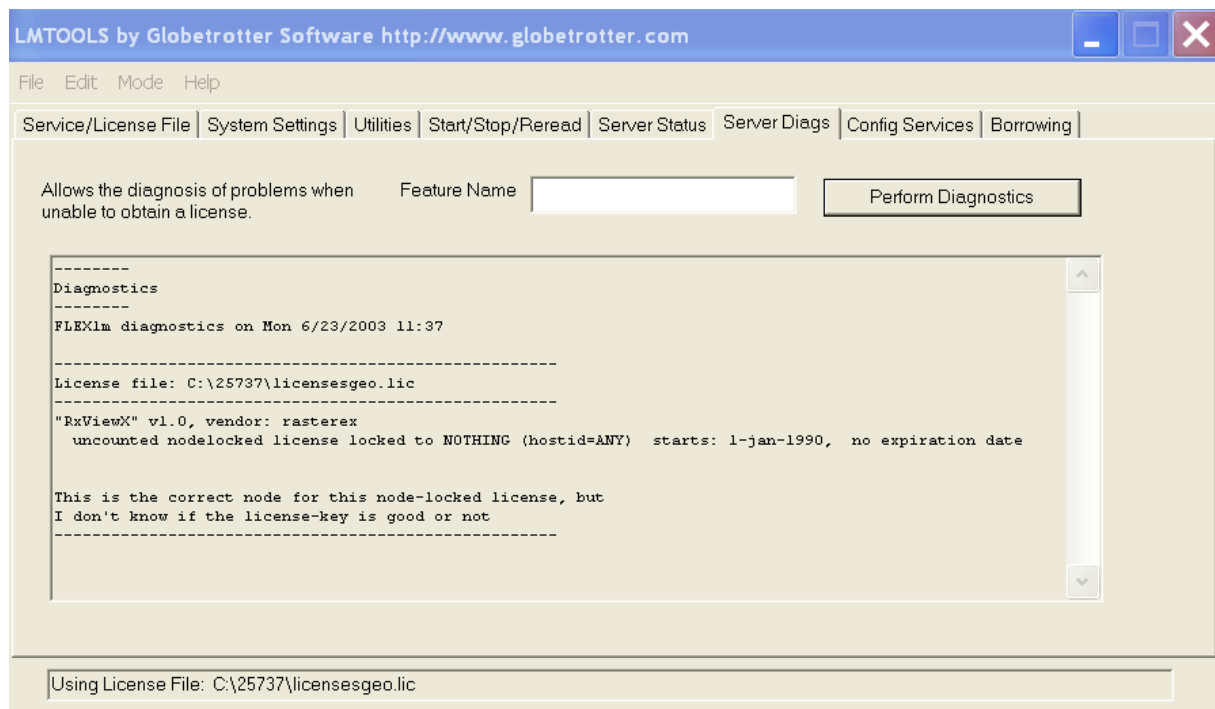 LMTOOLS by Globetrotter Software http://www.globetrotter.com
File Edit Mode Help
Service/License File System Settings Utilities Start/Stop/Reread Server Status Server Diags Config Services Borrowing
Allows the diagnosis of problems when
unable to obtain a license.
Feature Name
Perform Diagnostics
--------
Diagnostics
--------
FLEXlm diagnostics on Mon 6/23/2003 11:37
-----------------------------------------------------
License file: C:\25737\licensesgeo.lic
-----------------------------------------------------
"RxViewX" v1.0, vendor: rasterex
uncounted nodelocked license locked to NOTHING (hostid=ANY) starts: 1-jan-1990, no expiration date
This is the correct node for this node-locked license, but
I don't know if the license-key is good or not
-----------------------------------------------------
Using License File: C:\25737\licensesgeo.lic